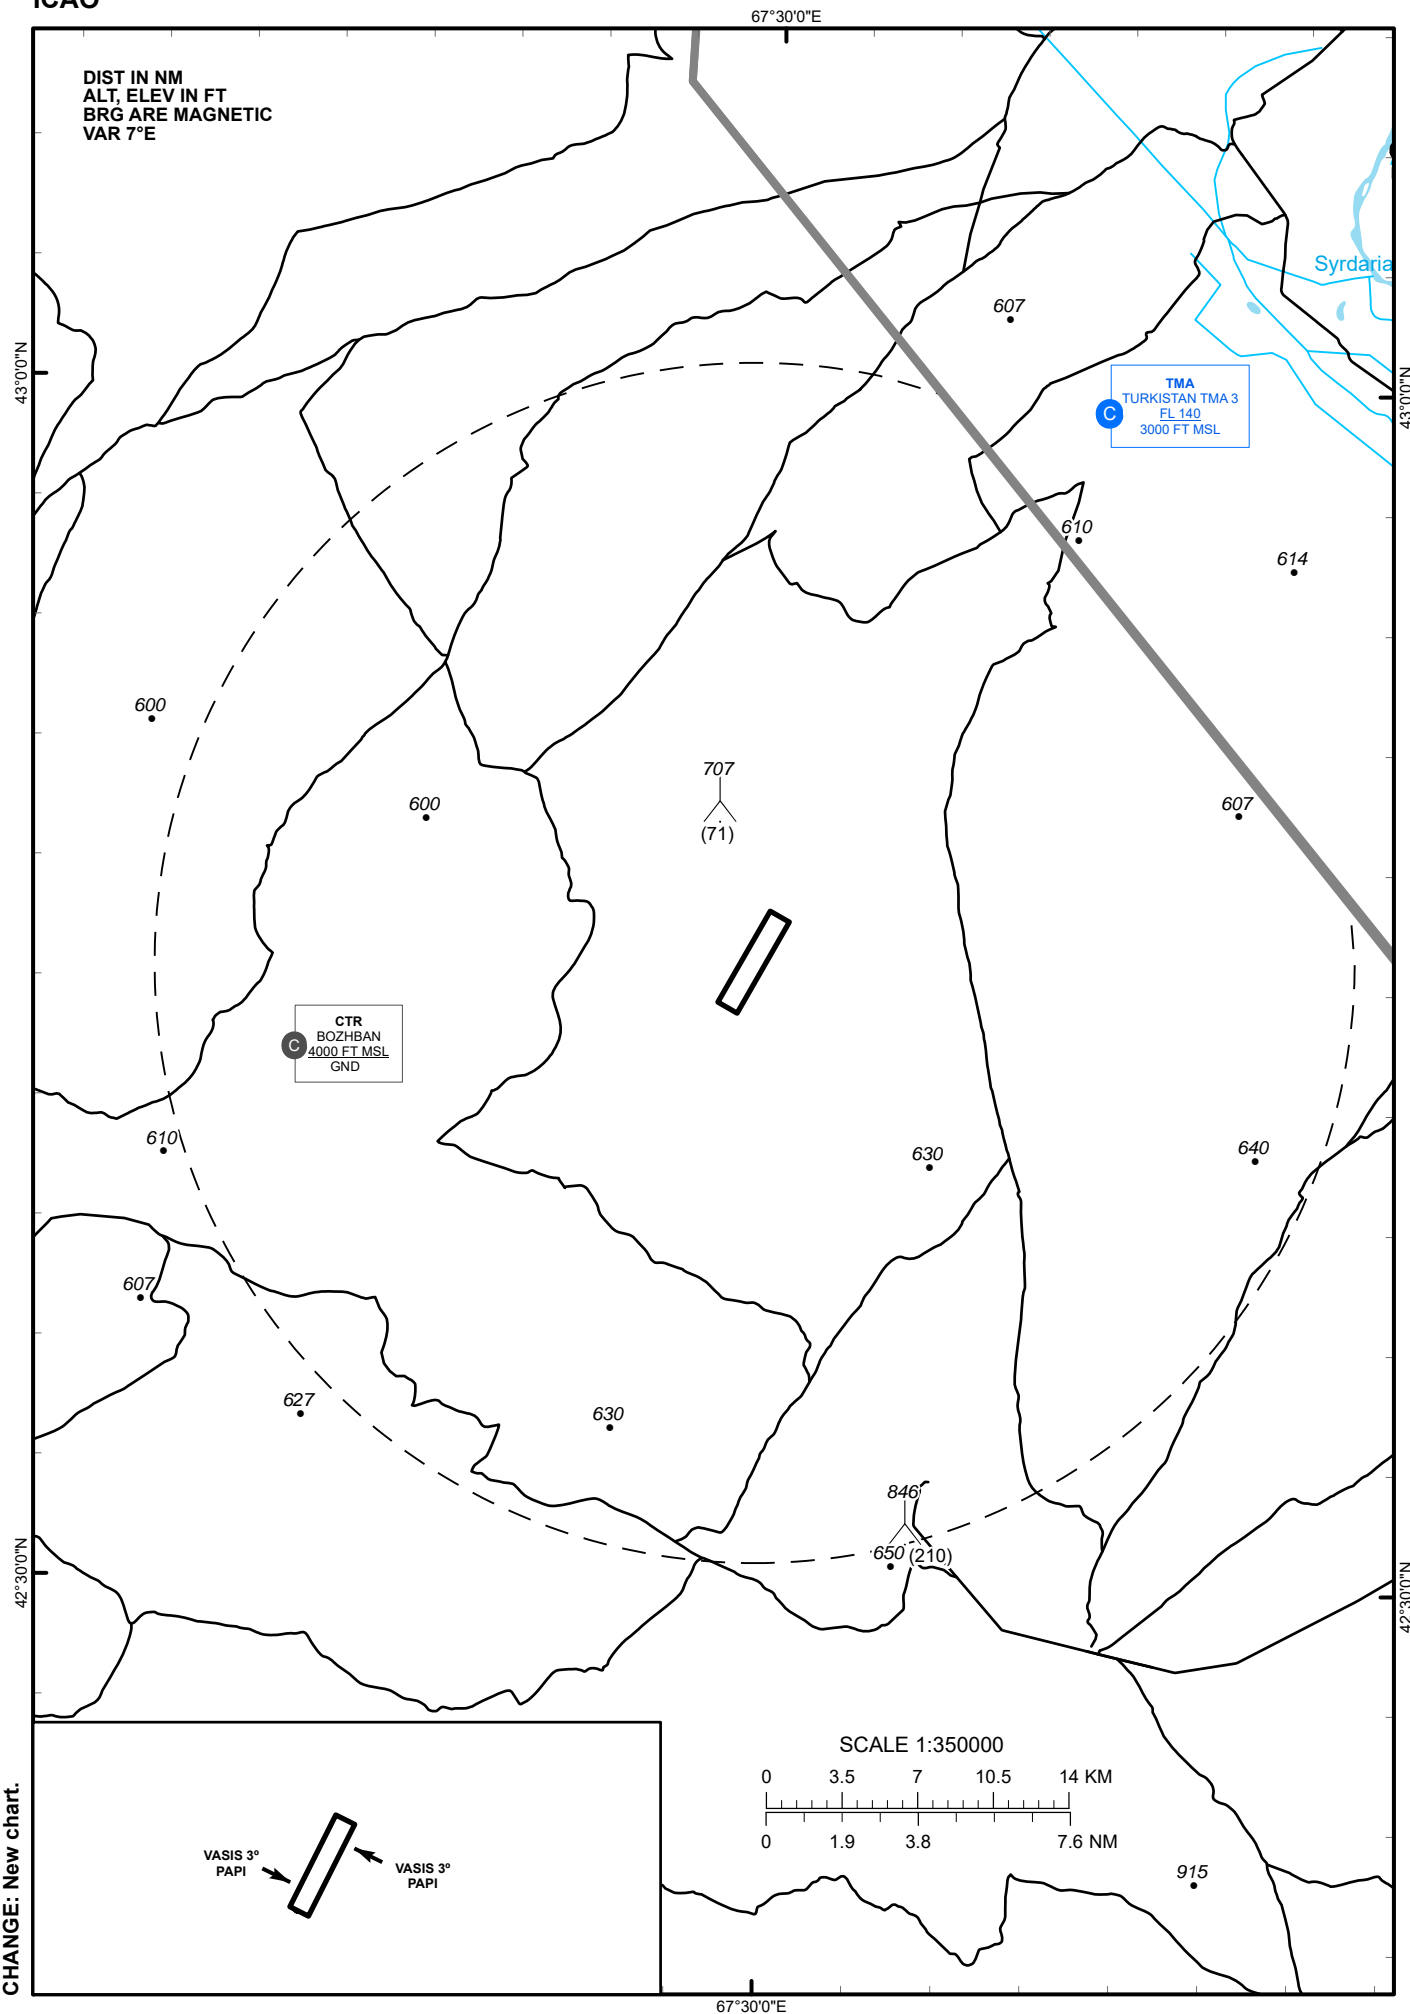 ICAO
67°30'0"E
DIST IN NM
ALT, ELEV IN FT
BRG ARE MAGNETIC
VAR 7°E
Syrdaria
607
43°0'0"N
43°0'0"N
TMA
TURKISTAN TMA 3
FL 140
3000 FT MSL
C
610
614
600
707
(71)
600
607
CTR
BOZHBAN
4000 FT MSL
GND
C
610
630
640
607
627
630
846
650
(210)
42°30'0"N
42°30'0"N
SCALE 1:350000
0 3.5 7 10.5 14 KM
0 1.9 3.8 7.6 NM
VASIS 3°
PAPI
VASIS 3°
PAPI
915
CHANGE: New chart.
67°30'0"E